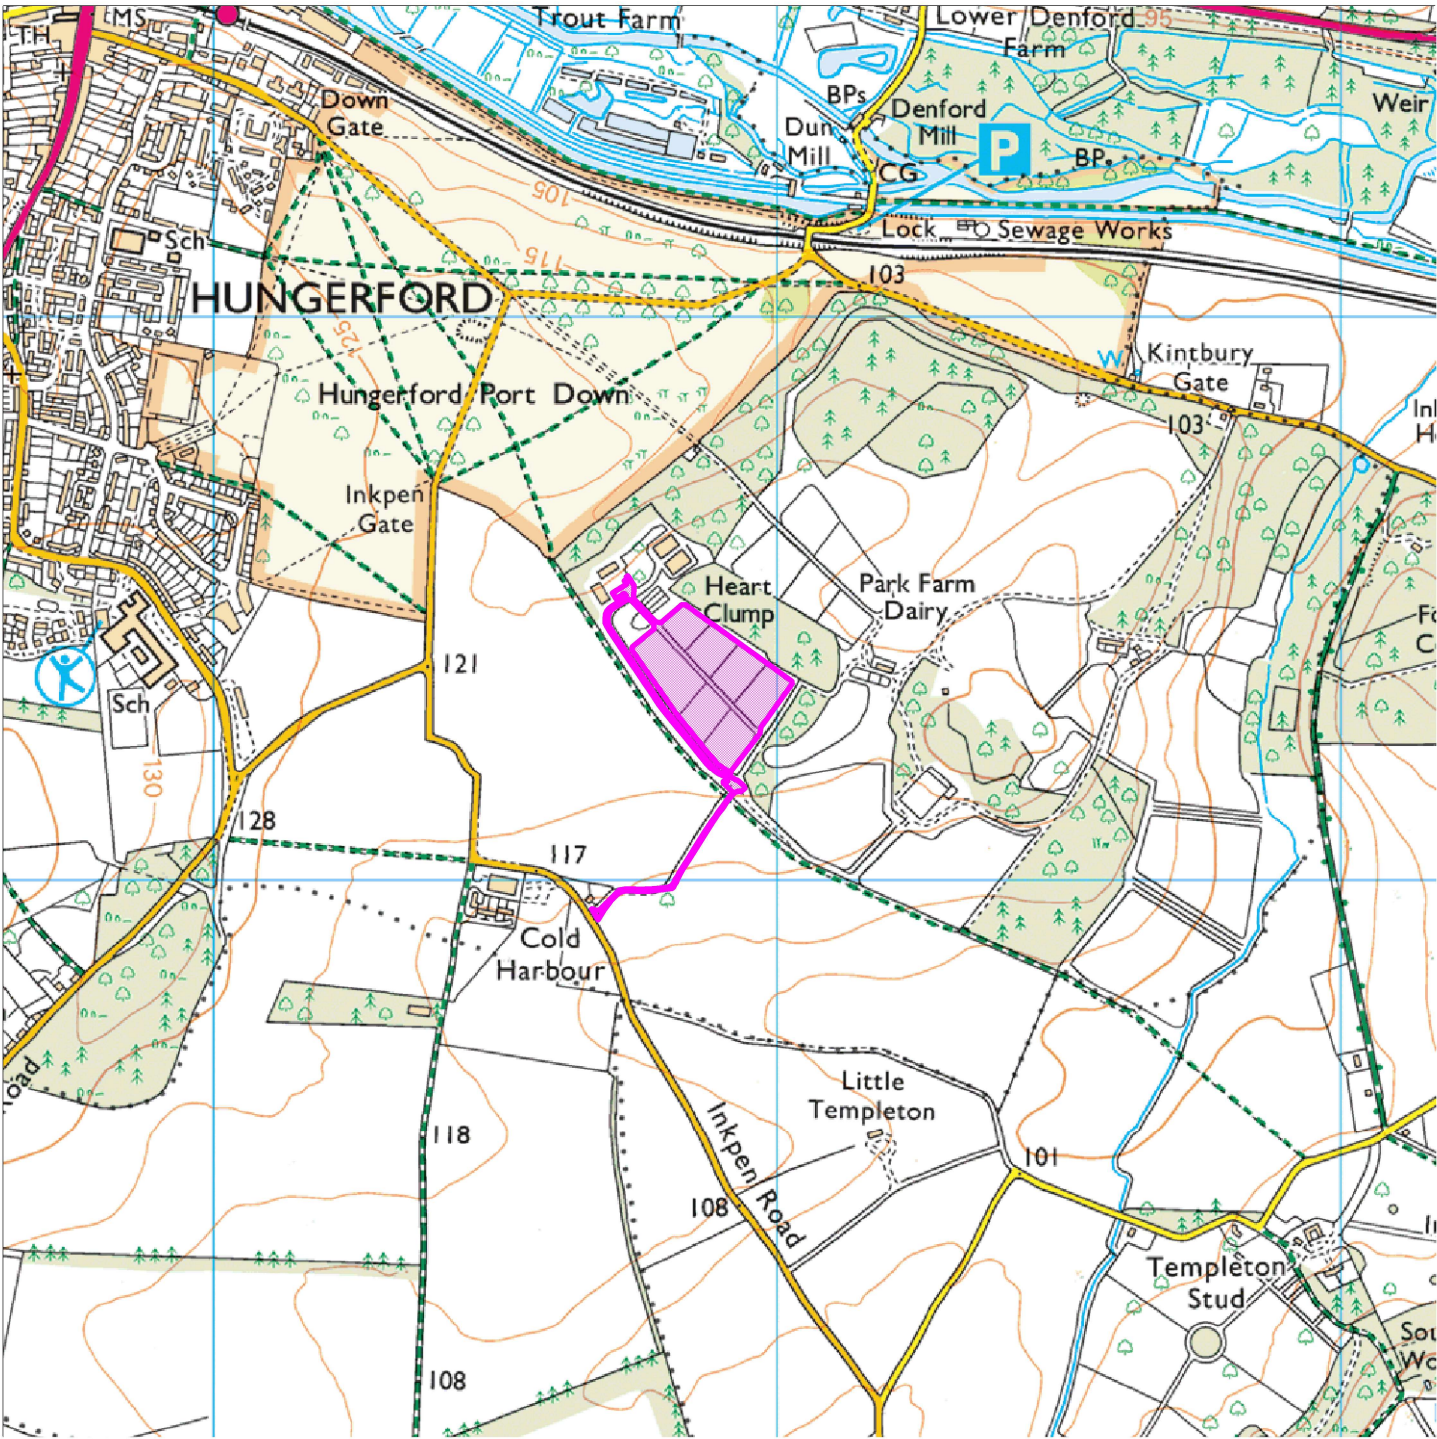 MS
TH
Trout Farm
Lower Denford
Farm
95
Down
Gate
BPs
Denford
Mill
P
Weir
Dun
Mill
BP
CG
105
Sch
Lock
Sewage Works
115
103
HUNGERFORD
125
W
Kintbury
Gate
Hungerford Port Down
103
Inkpen
Gate
Heart
Clump
Park Farm
Dairy
121
Sch
130
128
117
Cold
Harbour
Little
Templeton
118
Inkpen Road
101
108
Templeton
Stud
108